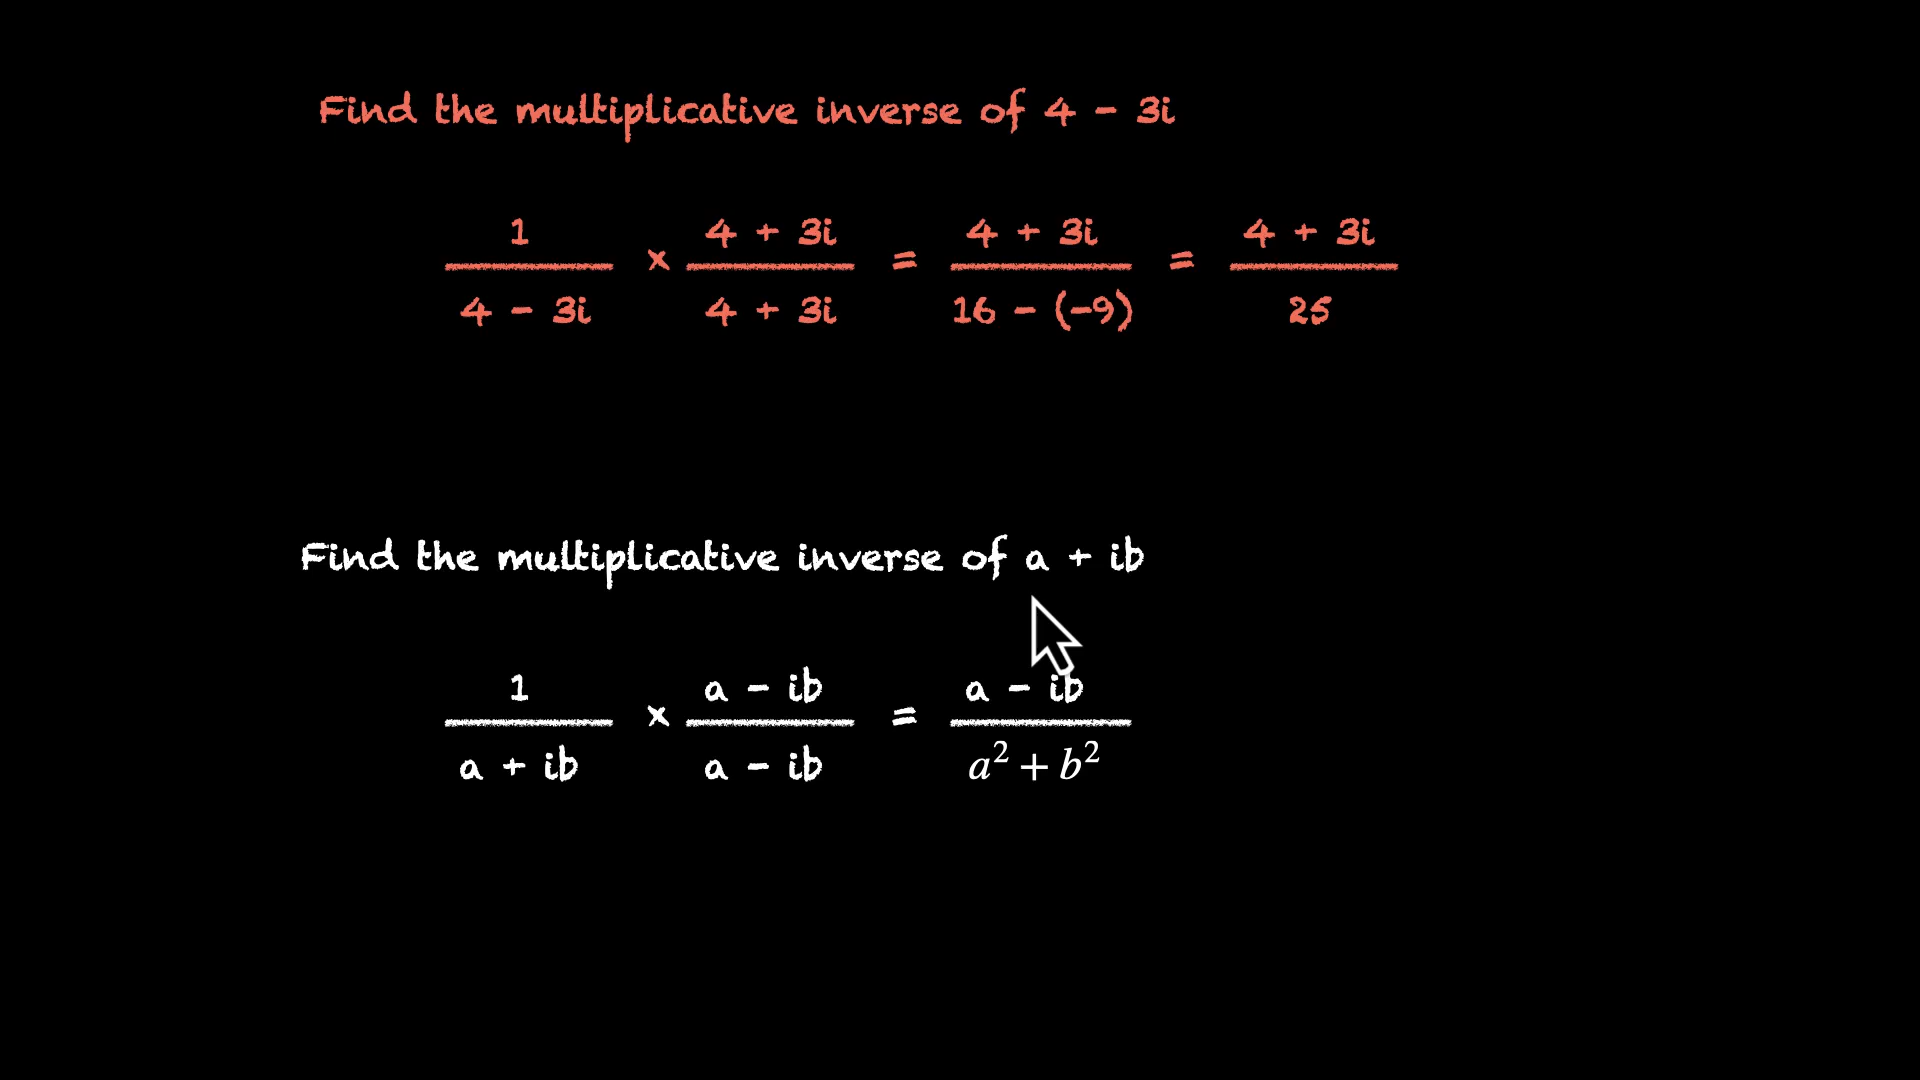 Find the multiplicative inverse of 4 - 3i
1 / 4 - 3i × 4 + 3i / 4 + 3i = 4 + 3i / 16 - (-9) = 4 + 3i / 25
Find the multiplicative inverse of a + ib
1 / a + ib × a - ib / a - ib = a - ib / a² + b²